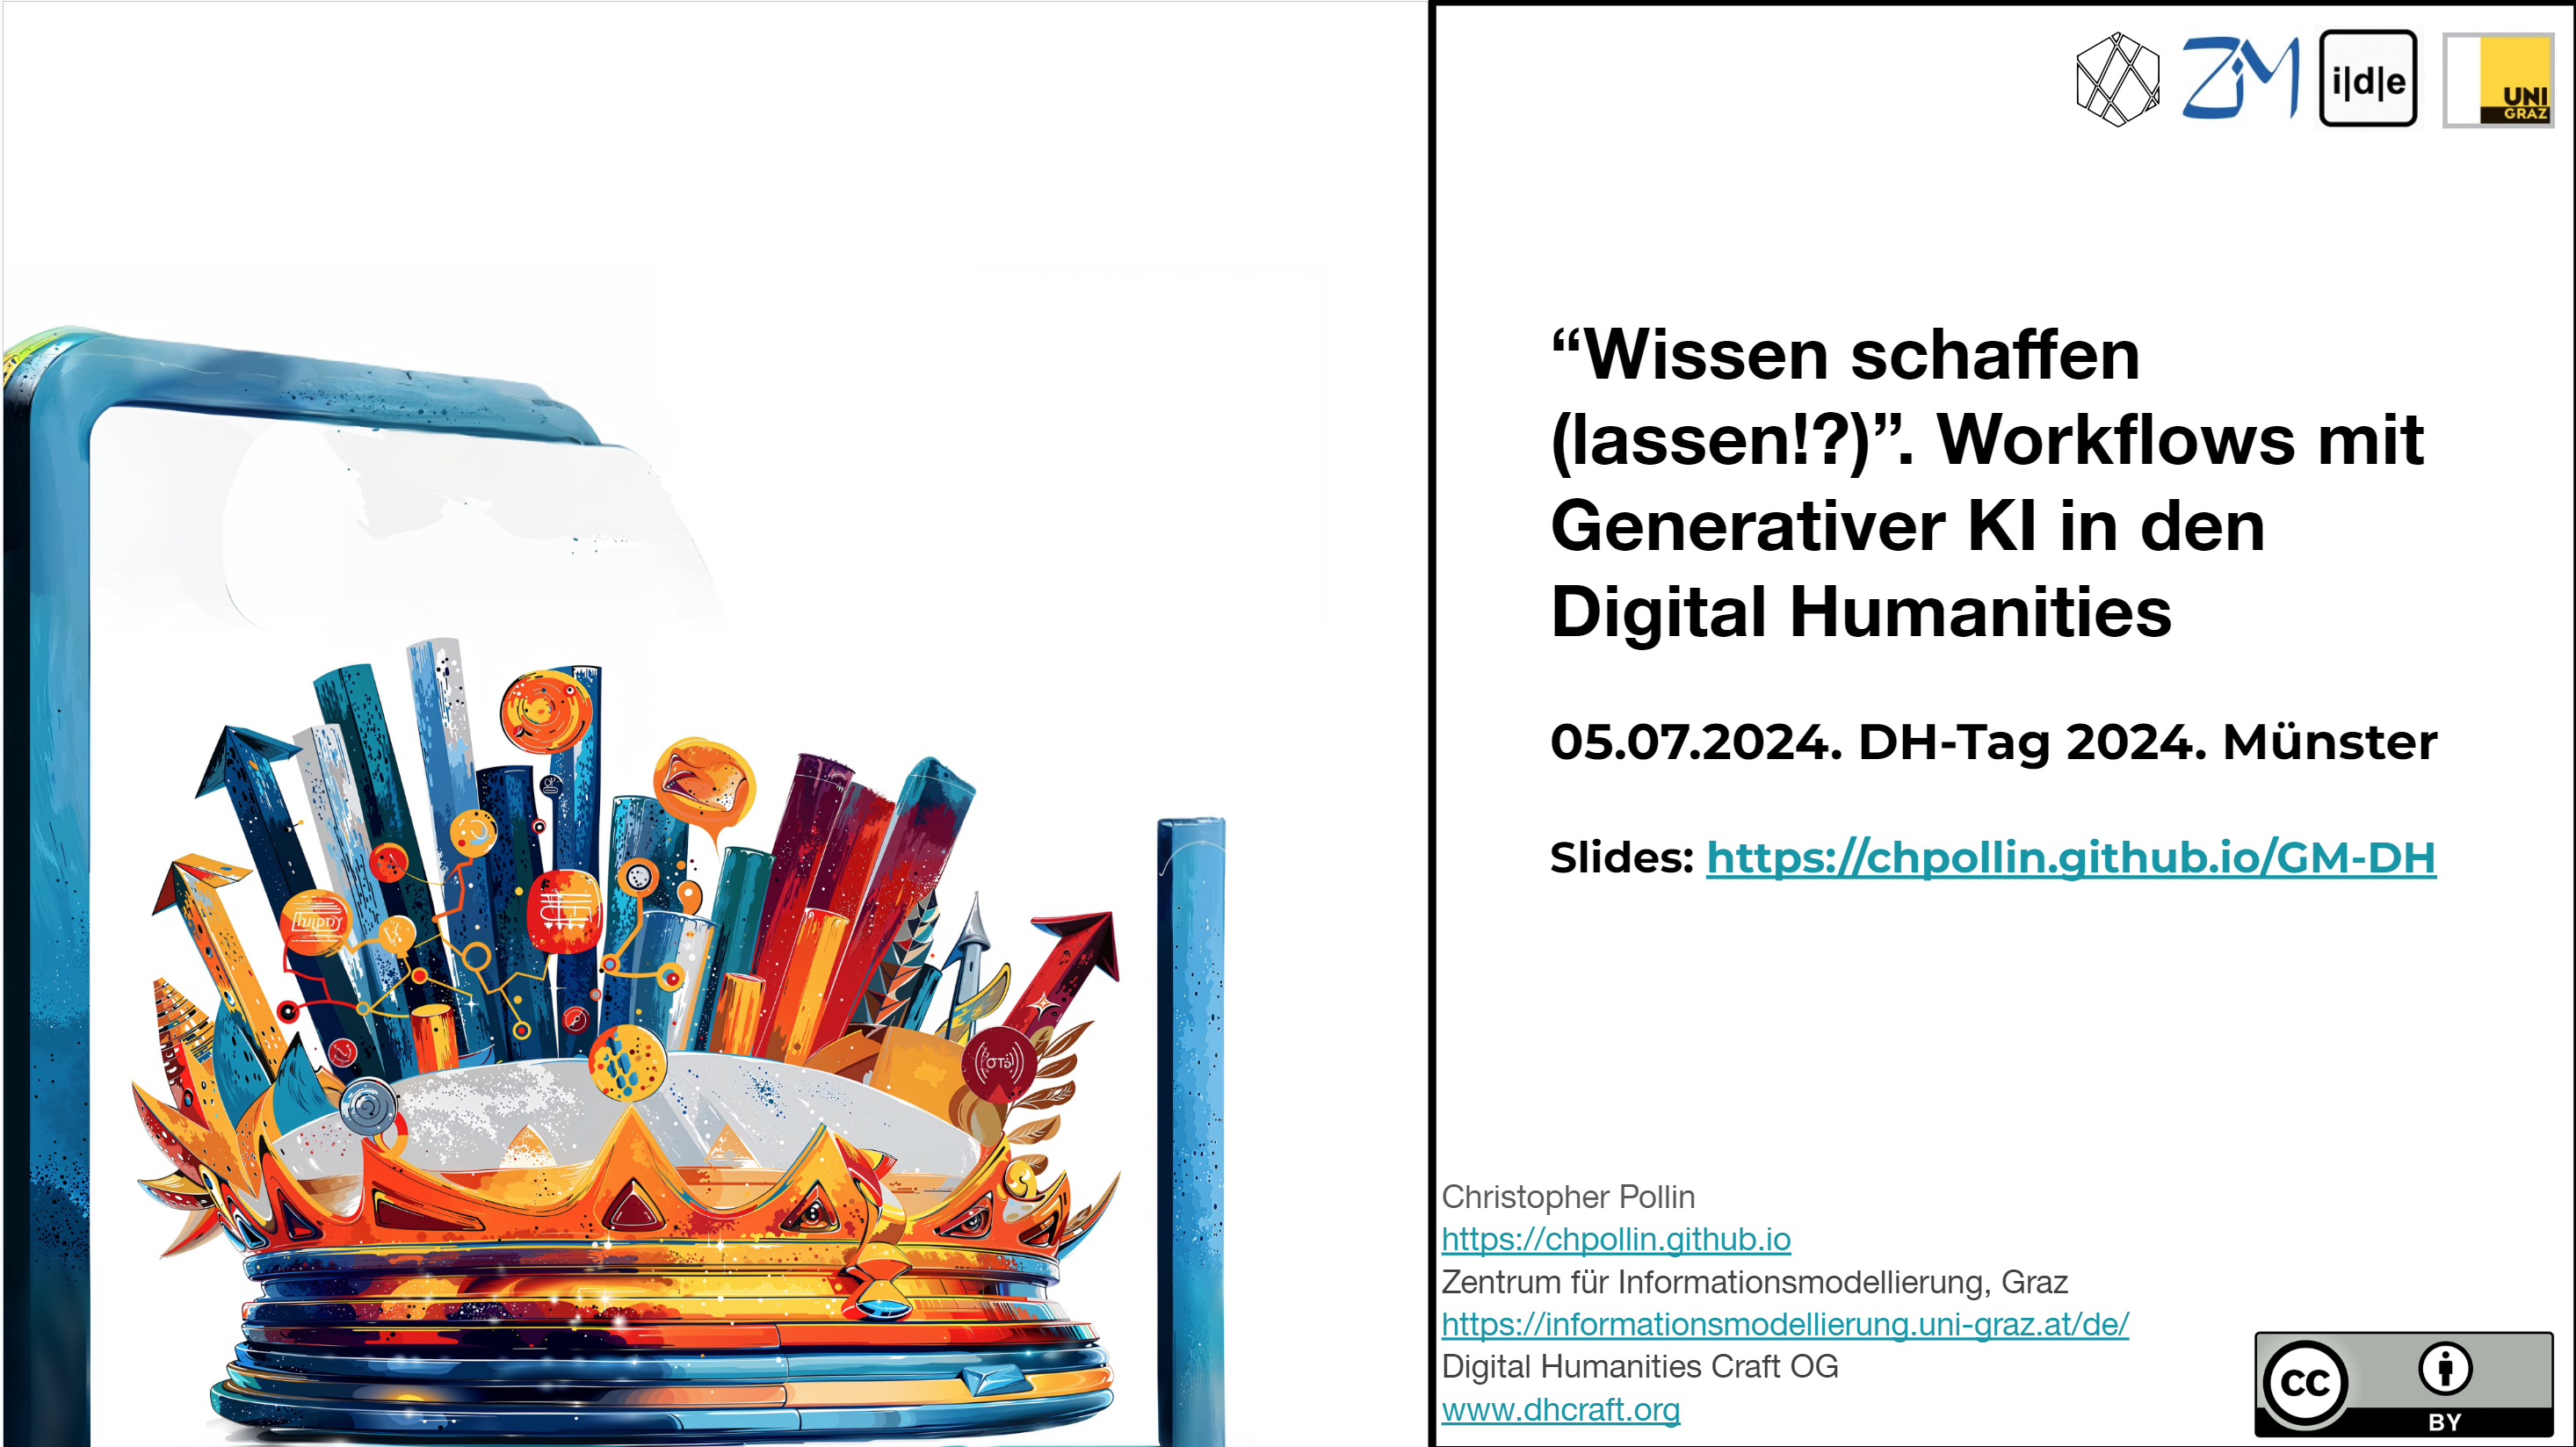 ZIM
i|d|e
UNI
GRAZ
“Wissen schaffen
(lassen!?)”. Workflows mit
Generativer KI in den
Digital Humanities
05.07.2024. DH-Tag 2024. Münster
Slides: https://chpollin.github.io/GM-DH
Christopher Pollin
https://chpollin.github.io
Zentrum für Informationsmodellierung, Graz
https://informationsmodellierung.uni-graz.at/de/
Digital Humanities Craft OG
www.dhcraft.org
CC
BY